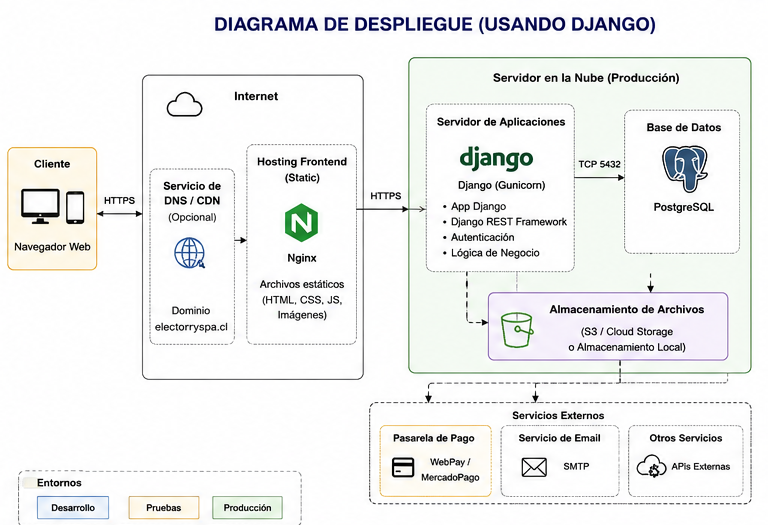 DIAGRAMA DE DESPLIEGUE (USANDO DJANGO)
Cliente
Navegador Web
HTTPS
Internet
Servicio de
DNS / CDN
(Opcional)
Dominio
electorryspa.cl
Hosting Frontend
(Static)
N
Nginx
Archivos estáticos
(HTML, CSS, JS,
Imágenes)
HTTPS
Servidor en la Nube (Producción)
Servidor de Aplicaciones
django
Django (Gunicorn)
• App Django
• Django REST Framework
• Autenticación
• Lógica de Negocio
TCP 5432
Base de Datos
PostgreSQL
Almacenamiento de Archivos
(S3 / Cloud Storage
o Almacenamiento Local)
Servicios Externos
Pasarela de Pago
WebPay /
MercadoPago
Servicio de Email
SMTP
Otros Servicios
APIs Externas
Entornos
Desarrollo
Pruebas
Producción